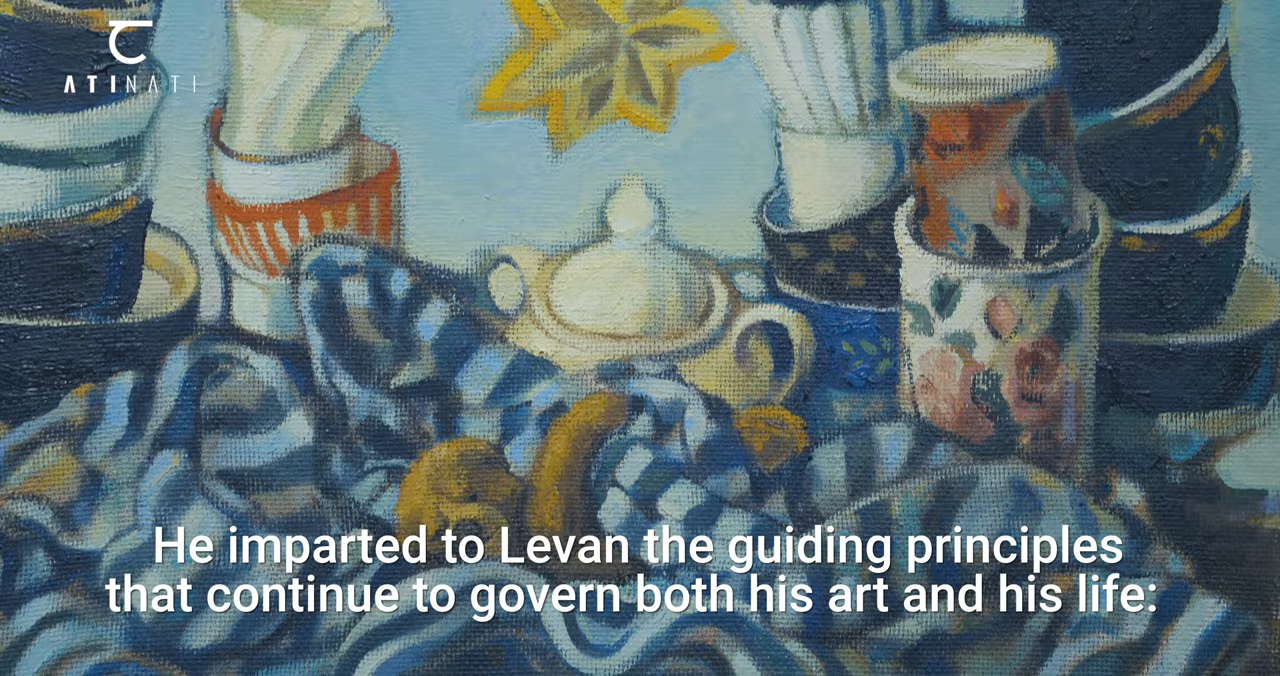 ATINATI
He imparted to Levan the guiding principles
that continue to govern both his art and his life: